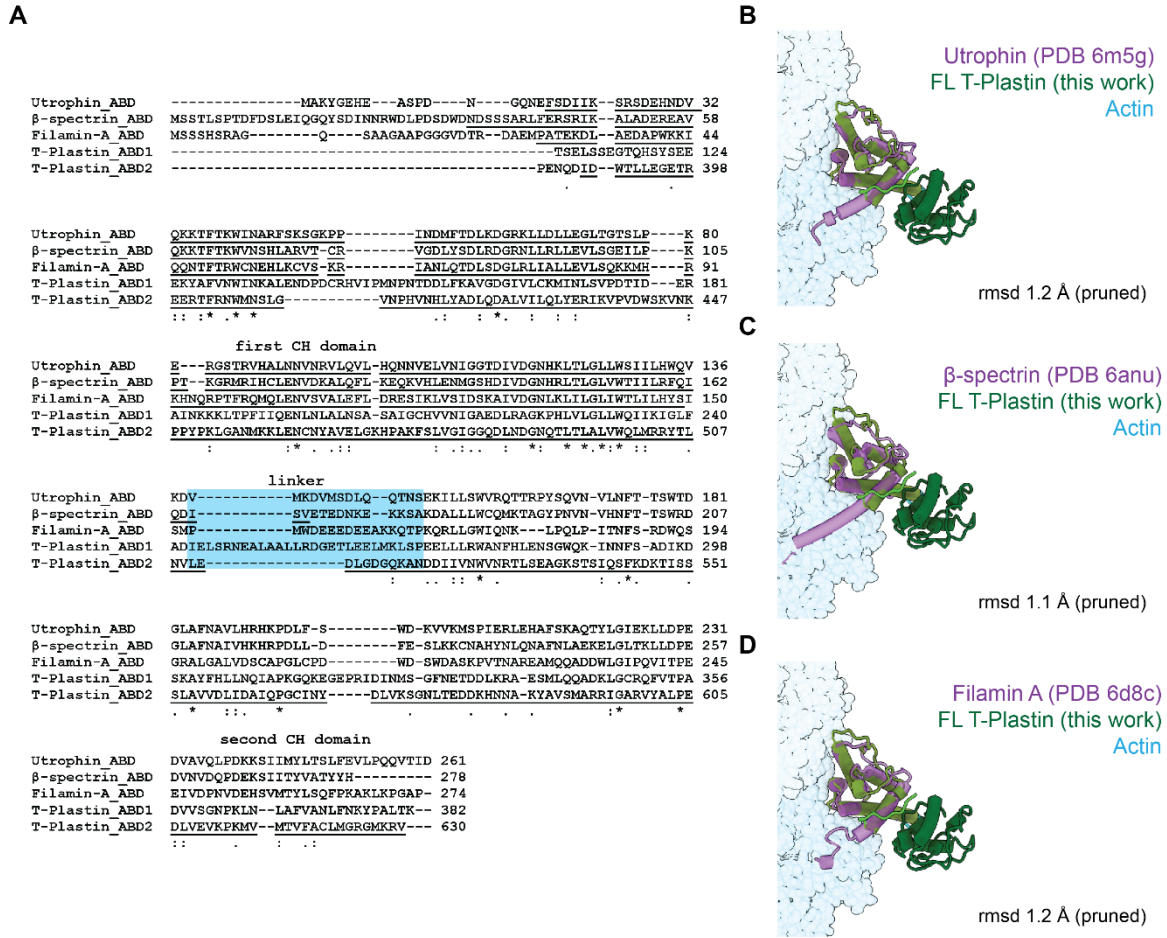 A
Utrophin_ABD ----------------MAKYGEHE---ASPD----N---GQNEFSDIIK--SRSDEHNDV 32
β-spectrin_ABD MSSTLSPTDFDSLEIQGQYSDINNRWDLPDSDWDNDSSSARLFERSRIK--ALADEREAV 58
Filamin-A_ABD MSSSHSRAG------QSAAGAAPGGGVDTR-DAEMPATEKDL--AEDAPWKKI 44
T-Plastin_ABD1 ----------------------------------TSELSSEGTQHSYSEE 124
T-Plastin_ABD2 --------------------------------PENQDID--WTLLEGETR 398
. .
Utrophin_ABD QKKTFTKWINARFSKSGKPP------INDMFTDLKDGRKLLDLLEGLTGTSLP----K 80
β-spectrin_ABD QKKTFTKWVNSHLARVT-CR------VGDLYSDLRDGRNLLRLLEVLSGEILP----K 105
Filamin-A_ABD QQNTFTRWCNEHLKCVS-KR------IANLQTDLSDGLRLIALLEVLSQKKMH----R 91
T-Plastin_ABD1 EKYAFVNWINKALENDPDCRHVIPMNPNTDDLFKAVGDGIVLCKMINLSVPDTID---ER 181
T-Plastin_ABD2 EERTFRNWMNSLG-----------VNPHVNHLYADLQDALVILQLYERIKVPVDWSKVNK 447
:: * * * .: *. : : :
first CH domain
Utrophin_ABD E---RGSTRVHALNNVNRVLQVL-HQNNVELVNIGGTDIVDGNHKLTLGLLWSIILHWQV 136
β-spectrin_ABD PT--KGRMRIHCLENVDKALQFL-KEQKVHLENMGSHDIVDGNHRLTLGLVWTIILRFQI 162
Filamin-A_ABD KHNQRPTFRQMQLENVSVALEFL-DRESIKLVSIDSKAIVDGNLKLILGLIWTLILHYSI 150
T-Plastin_ABD1 AINKKKLTPFIIQENLNLALNSA-SAIGCHVVNIGAEDLRAGKPHLVLGLLWQIIKIGLF 240
T-Plastin_ABD2 PPYPKLGANMKKLENCNYAVELGKHPAKFSLVGIGGQDLNDGNQTLTLALVWQLMRRYTL 507
: :* . :: : :. : *: * *.*:* ::
linker
Utrophin_ABD KDV---------MKDVMSDLQ--QTNSEKILLSWVRQTTRPYSQVN-VLNFT-TSWTD 181
β-spectrin_ABD QDI---------SVETEDNKE--KKSAKDALLLWCQMKTAGYPNVN-VHNFT-TSWRD 207
Filamin-A_ABD SMP---------MWDEEEDEEAKKQTPKQRLLGWIQNK---LPQLP-ITNFS-RDWQS 194
T-Plastin_ABD1 ADIELSRNEALAALLRDGETLEELMKLSPEELLLRWANFHLENSGWQK-INNFS-ADIKD 298
T-Plastin_ABD2 NVLE------------DLGDGQKANDDIIVNWVNRTLSEAGKSTSIQSFKDKTISS 551
: :. * . .* .
Utrophin_ABD GLAFNAVLHRHKPDLF-S------WD-KVVKMSPIERLEHAFSKAQTYLGIEKLLDPE 231
β-spectrin_ABD GLAFNAIVHKHRPDLL-D------FE-SLKKCNAHYNLQNAFNLAEKELGLTKLLDPE 257
Filamin-A_ABD GRALGALVDSCAPGLCPD------WD-SWDASKPVTNAREAMQQADDWLGIPQVITPE 245
T-Plastin_ABD1 SKAYFHLLNQIAPKGQKEGEPRIDINMSGFNETDDLKRA-ESMLQQADKLGCRQFVTPA 356
T-Plastin_ABD2 SLAVVDLIDAIQPGCINY-----DLVKSGNLTEDDKHNNA-KYAVSMARRIGARVYALPE 605
. * ::. * . . . : * . *
second CH domain
Utrophin_ABD DVAVQLPDKKSIIMYLTSLFEVLPQQVTID 261
β-spectrin_ABD DVNVDQPDEKSIITYVATYYH--------- 278
Filamin-A_ABD EIVDPNVDEHSVMTYLSQFPKAKLKPGAP- 274
T-Plastin_ABD1 DVVSGNPKLN--LAFVANLFNKYPALTK-- 382
T-Plastin_ABD2 DLVEVKPKMV--MTVFACLMGRGMKRV--- 630
:: . : .:
B
Utrophin (PDB 6m5g)
FL T-Plastin (this work)
Actin
rmsd 1.2 Å (pruned)
C
β-spectrin (PDB 6anu)
FL T-Plastin (this work)
Actin
rmsd 1.1 Å (pruned)
D
Filamin A (PDB 6d8c)
FL T-Plastin (this work)
Actin
rmsd 1.2 Å (pruned)